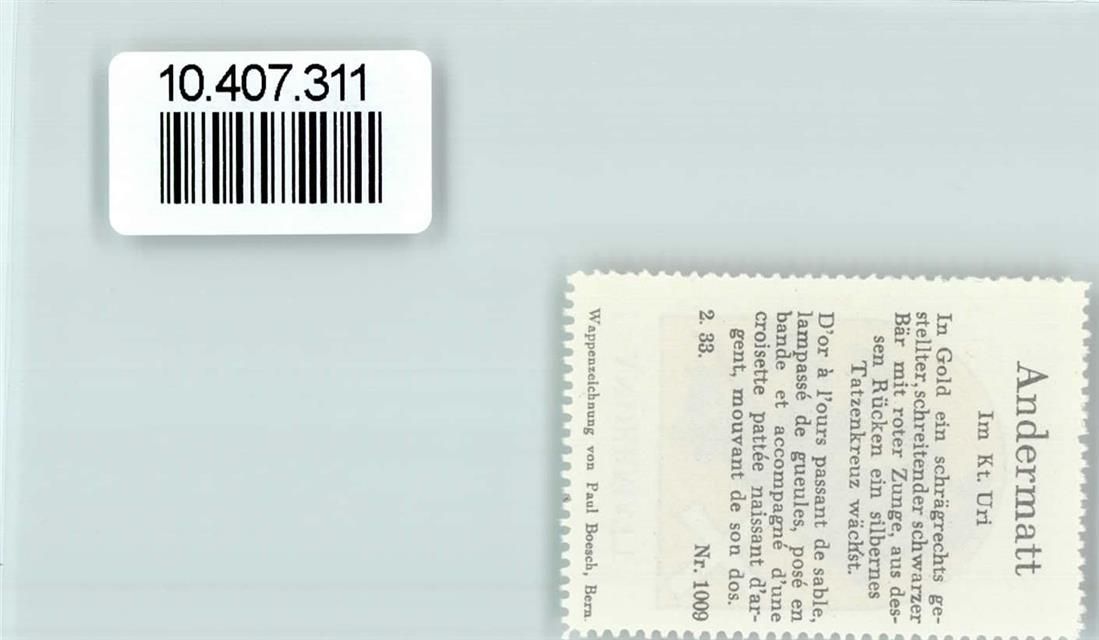 10.407.311
Andermatt
Im Kt. Uri
In Gold ein schrägrechts ge-
stellter, schreitender schwarzer
Bär mit roter Zunge, aus des-
sen Rücken ein silbernes
Tatzenkreuz wächst.
D'or à l'ours passant de sable,
lampassé de gueules, posé en
bande et accompagné d'une
croisette pattée naissant d'ar-
gent, mouvant de son dos.
2. 33. Nr. 1009
Wappenzeichnung von Paul Boesch, Bern.